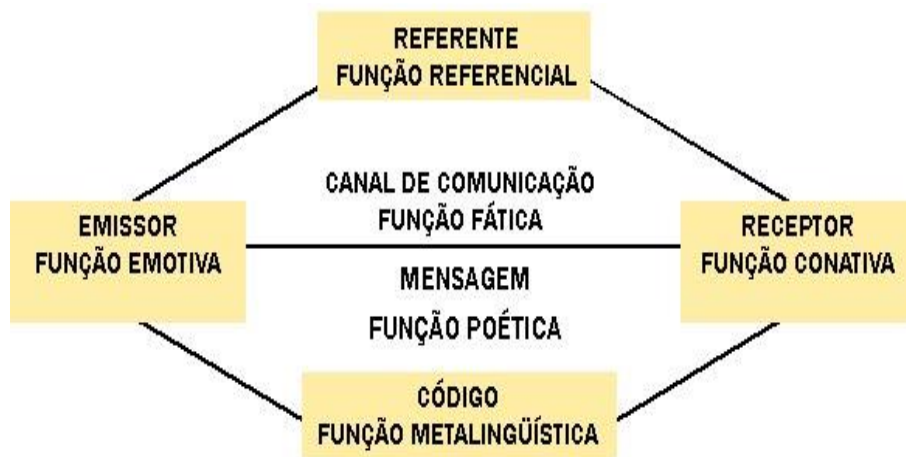 REFERENTE
FUNÇÃO REFERENCIAL
CANAL DE COMUNICAÇÃO
FUNÇÃO FÁTICA
EMISSOR
FUNÇÃO EMOTIVA
RECEPTOR
FUNÇÃO CONATIVA
MENSAGEM
FUNÇÃO POÉTICA
CÓDIGO
FUNÇÃO METALINGÜÍSTICA